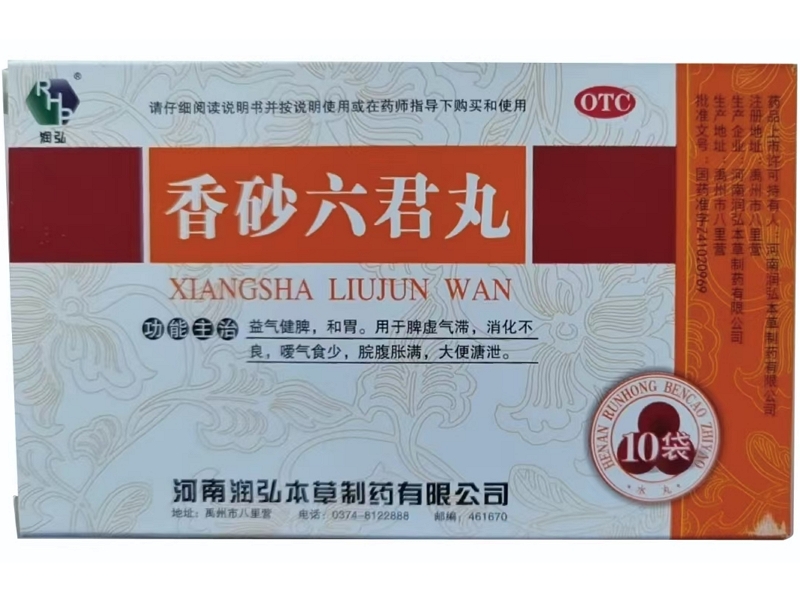 RHP
®
润弘
请仔细阅读说明书并按说明使用或在药师指导下购买和使用
OTC
香砂六君丸
XIANGSHA LIUJUN WAN
功能主治
益气健脾，和胃。用于脾虚气滞，消化不
良，嗳气食少，脘腹胀满，大便溏泄。
药品上市许可持有人：河南润弘本草制药有限公司
注册地址：禹州市八里营
生产企业：河南润弘本草制药有限公司
生产地址：禹州市八里营
批准文号：国药准字Z41020969
HENAN RUNHONG BENCAO ZHIYAO
10袋
·水丸·
河南润弘本草制药有限公司
地址：禹州市八里营 电话：0374-8122888 邮编：461670